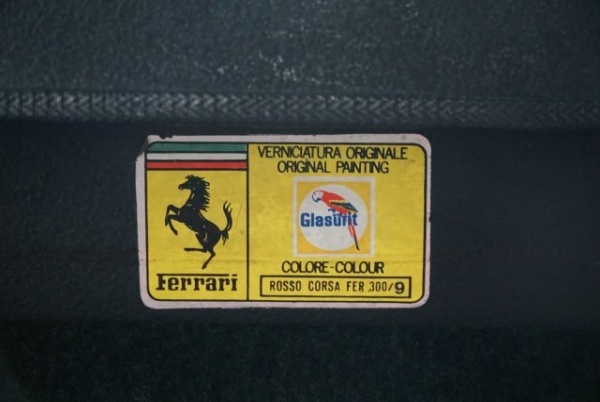 VERNICIATURA ORIGINALE
ORIGINAL PAINTING
Glasurit
COLORE-COLOUR
ROSSO CORSA FER.300/9
Ferrari